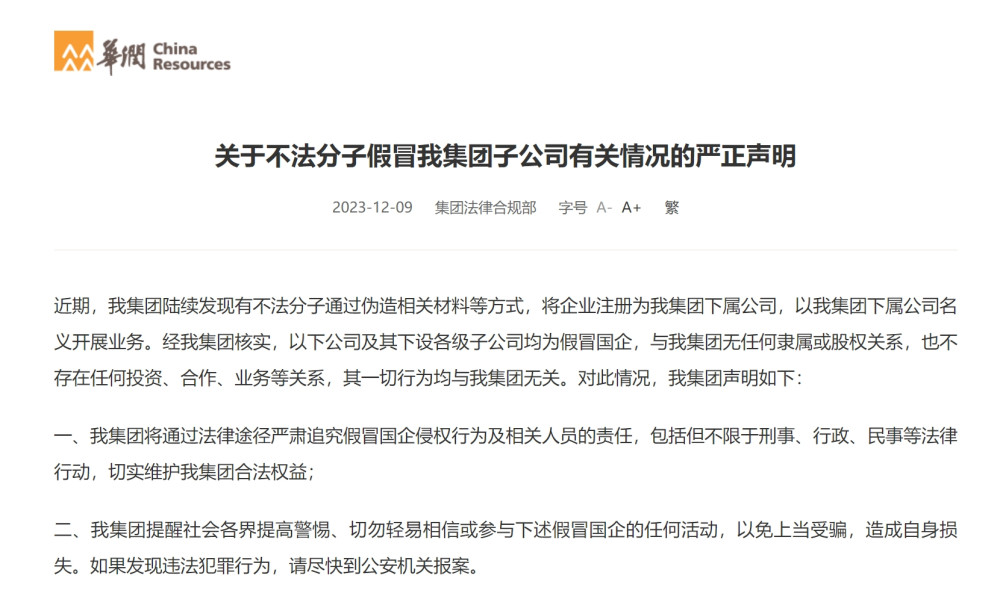 華潤 China
Resources
关于不法分子假冒我集团子公司有关情况的严正声明
2023-12-09 集团法律合规部 字号 A- A+ 繁
近期，我集团陆续发现有不法分子通过伪造相关材料等方式，将企业注册为我集团下属公司，以我集团下属公司名
义开展业务。经我集团核实，以下公司及其下设各级子公司均为假冒国企，与我集团无任何隶属或股权关系，也不
存在任何投资、合作、业务等关系，其一切行为均与我集团无关。对此情况，我集团声明如下：
一、我集团将通过法律途径严肃追究假冒国企侵权行为及相关人员的责任，包括但不限于刑事、行政、民事等法律
行动，切实维护我集团合法权益；
二、我集团提醒社会各界提高警惕、切勿轻易相信或参与下述假冒国企的任何活动，以免上当受骗，造成自身损
失。如果发现违法犯罪行为，请尽快到公安机关报案。